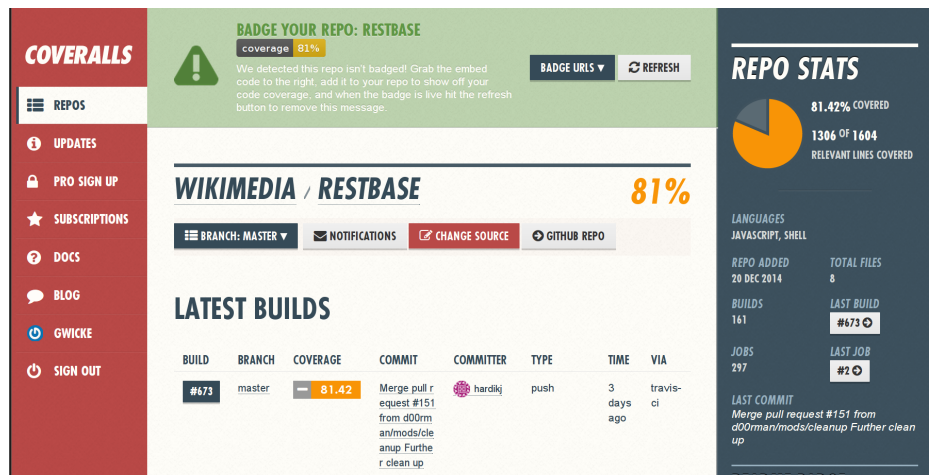 COVERALLS
REPOS
UPDATES
PRO SIGN UP
SUBSCRIPTIONS
DOCS
BLOG
GWICKE
SIGN OUT
BADGE YOUR REPO: RESTBASE
coverage 81%
We detected this repo isn't badged! Grab the embed
code to the right, add it to your repo to show off your
code coverage, and when the badge is live hit the refresh
button to remove this message.
BADGE URLS ▼
REFRESH
WIKIMEDIA / RESTBASE
81%
BRANCH: MASTER ▼
NOTIFICATIONS
CHANGE SOURCE
GITHUB REPO
LATEST BUILDS
BUILD BRANCH COVERAGE COMMIT COMMITTER TYPE TIME VIA
#673 master 81.42 Merge pull r hardikj push 3 travis-
equest #151 days ci
from d00rm ago
an/mods/cle
anup Furthe
r clean up
REPO STATS
81.42% COVERED
1306 OF 1604
RELEVANT LINES COVERED
LANGUAGES
JAVASCRIPT, SHELL
REPO ADDED TOTAL FILES
20 DEC 2014 8
BUILDS LAST BUILD
161 #673
JOBS LAST JOB
297 #2
LAST COMMIT
Merge pull request #151 from
d00rman/mods/cleanup Further clean
up